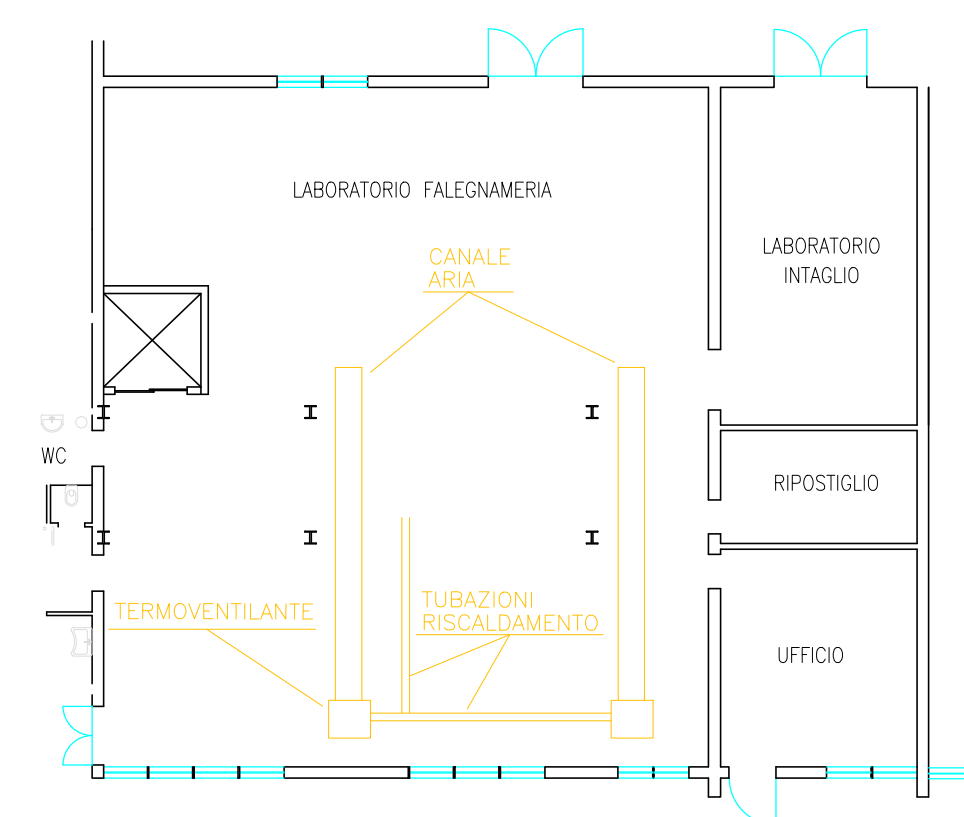 LABORATORIO FALEGNAMERIA
LABORATORIO
INTAGLIO
CANALE
ARIA
WC
RIPOSTIGLIO
TERMOVENTILANTE
TUBAZIONI
RISCALDAMENTO
UFFICIO